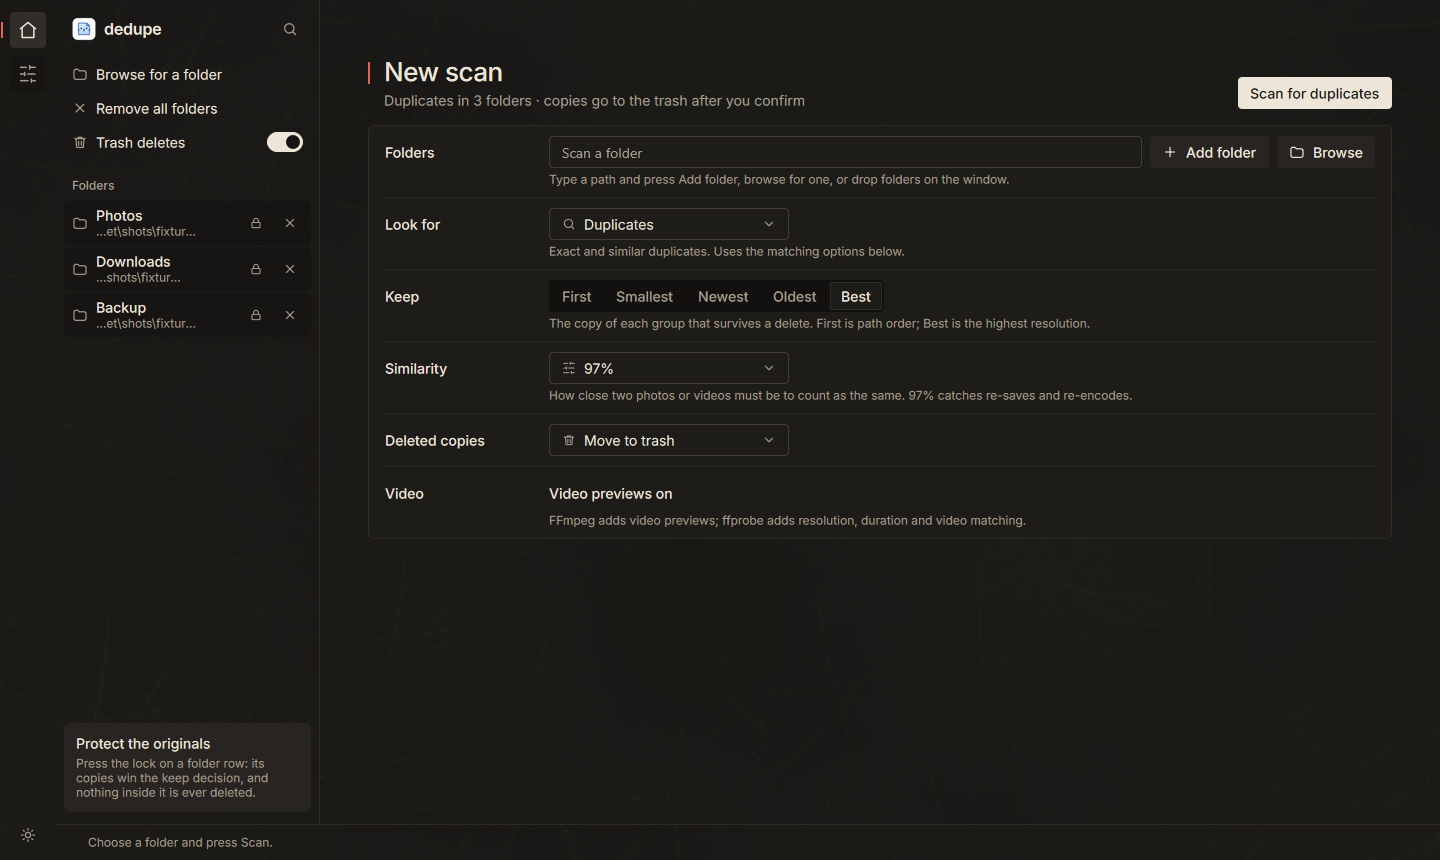 dedupe
Browse for a folder
Remove all folders
Trash deletes
Folders
Photos
...et\shots\fixtur...
Downloads
...shots\fixtur...
Backup
...et\shots\fixtur...
Protect the originals
Press the lock on a folder row: its
copies win the keep decision, and
nothing inside it is ever deleted.
New scan
Duplicates in 3 folders · copies go to the trash after you confirm
Scan for duplicates
Folders
Scan a folder
Add folder
Browse
Type a path and press Add folder, browse for one, or drop folders on the window.
Look for
Duplicates
Exact and similar duplicates. Uses the matching options below.
Keep
First
Smallest
Newest
Oldest
Best
The copy of each group that survives a delete. First is path order; Best is the highest resolution.
Similarity
97%
How close two photos or videos must be to count as the same. 97% catches re-saves and re-encodes.
Deleted copies
Move to trash
Video
Video previews on
FFmpeg adds video previews; ffprobe adds resolution, duration and video matching.
Choose a folder and press Scan.